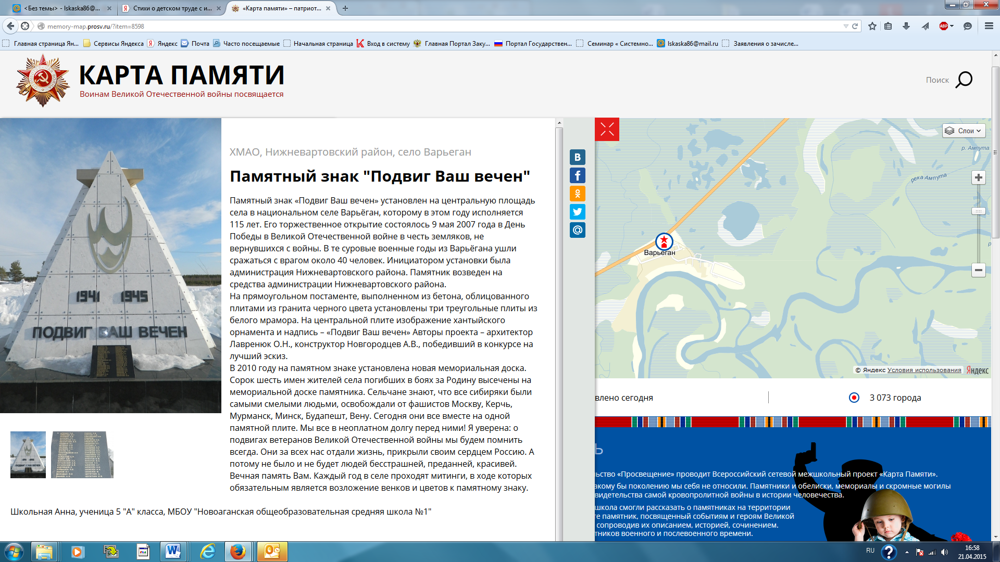 <Без темы> - Iskaska86@...
Стихи о детском труде с и...
«Карта памяти» – патриот...
memory-map.prosv.ru/?item=8598
Главная страница Ян...
Сервисы Яндекса
Яндекс
Почта
Часто посещаемые
Начальная страница
Вход в систему
Главная Портал Заку...
Портал Государствен...
Семинар « Системно...
Iskaska86@mail.ru
Заявления о зачисле...
КАРТА ПАМЯТИ
Воинам Великой Отечественной войны посвящается
Поиск
1941 1945
ПОДВИГ ВАШ ВЕЧЕН
ХМАО, Нижневартовский район, село Варьеган
Памятный знак "Подвиг Ваш вечен"
Памятный знак «Подвиг Ваш вечен» установлен на центральную площадь
села в национальном селе Варьёган, которому в этом году исполняется
115 лет. Его торжественное открытие состоялось 9 мая 2007 года в День
Победы в Великой Отечественной войне в честь земляков, не
вернувшихся с войны. В те суровые военные годы из Варьёгана ушли
сражаться с врагом около 40 человек. Инициатором установки была
администрация Нижневартовского района. Памятник возведен на
средства администрации Нижневартовского района.
На прямоугольном постаменте, выполненном из бетона, облицованного
плитами из гранита черного цвета установлены три треугольные плиты из
белого мрамора. На центральной плите изображение хантыйского
орнамента и надпись – «Подвиг Ваш вечен» Авторы проекта – архитектор
Лавренюк О.Н., конструктор Новгородцев А.В., победивший в конкурсе на
лучший эскиз.
В 2010 году на памятном знаке установлена новая мемориальная доска.
Сорок шесть имен жителей села погибших в боях за Родину высечены на
мемориальной доске памятника. Сельчане знают, что все сибиряки были
самыми смелыми людьми, освобождали от фашистов Москву, Керчь,
Мурманск, Минск, Будапешт, Вену. Сегодня они все вместе на одной
памятной плите. Мы все в неоплатном долгу перед ними! Я уверена: о
подвигах ветеранов Великой Отечественной войны мы будем помнить
всегда. Они за всех нас отдали жизнь, прикрыли своим сердцем Россию. А
потому не было и не будет людей бесстрашней, преданней, красивей.
Вечная память Вам. Каждый год в селе проходят митинги, в ходе которых
обязательным является возложение венков и цветов к памятному знаку.
Школьная Анна, ученица 5 "А" класса, МБОУ "Новоаганская общеобразовательная средняя школа №1"
Слои
р. Ампута
река Ампута
Варьеган
© Яндекс Условия использования Яндекс
влено сегодня
3 073 города
Ь
льство «Просвещение» проводит Всероссийский сетевой межшкольный проект «Карта Памяти».
акому бы поколению мы себя не относили. Памятники и обелиски, мемориалы и скромные могилы
видетельства самой кровопролитной войны в истории человечества.
школа смогли рассказать о памятниках на территории
те памятник, посвященный событиям и героям Великой
сопроводив их описанием, историей, сочинением.
тников военного и послевоенного времени.
RU
16:58
21.04.2015